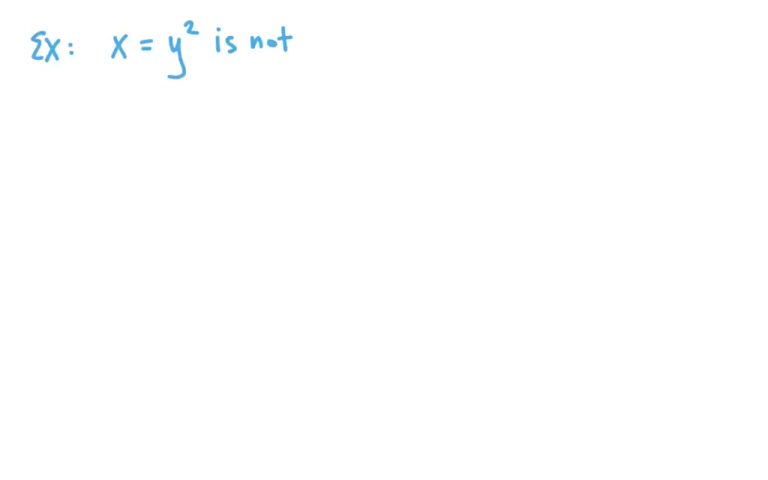 Ex: x = y² is not